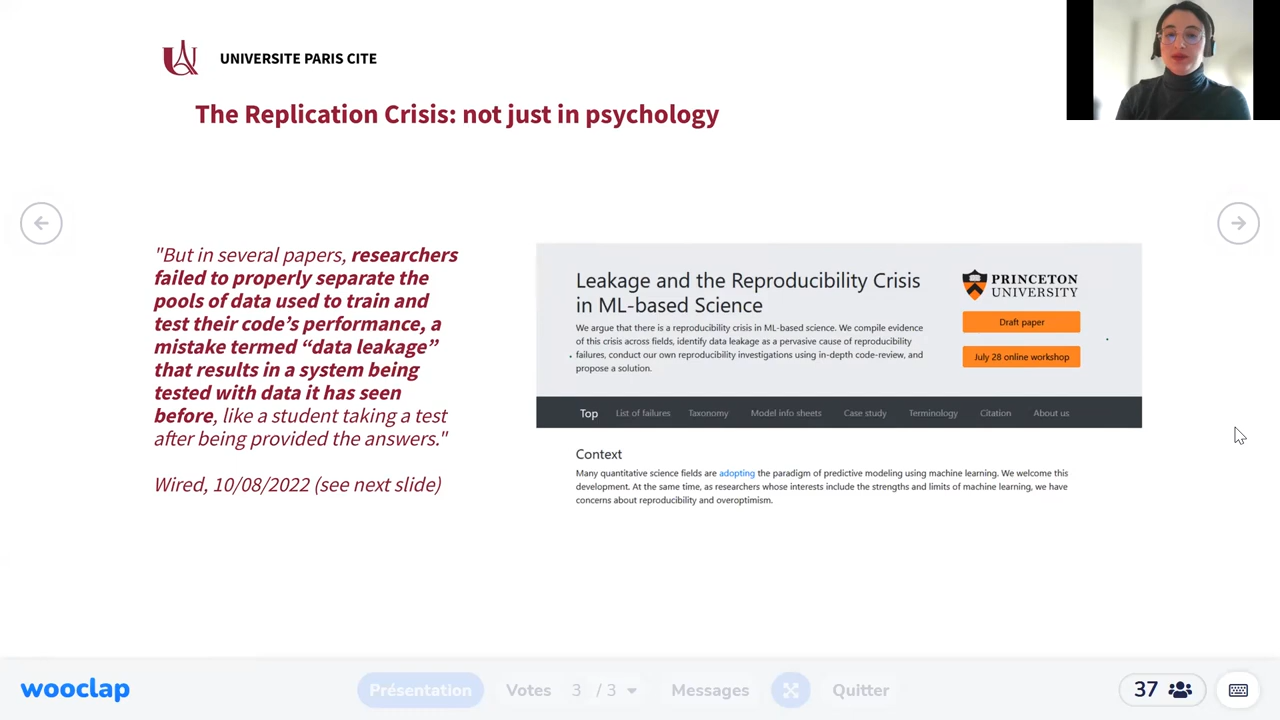 UNIVERSITE PARIS CITE
The Replication Crisis: not just in psychology
"But in several papers, researchers
failed to properly separate the
pools of data used to train and
test their code's performance, a
mistake termed “data leakage”
that results in a system being
tested with data it has seen
before, like a student taking a test
after being provided the answers."
Wired, 10/08/2022 (see next slide)
Leakage and the Reproducibility Crisis
in ML-based Science
We argue that there is a reproducibility crisis in ML-based science. We compile evidence
of this crisis across fields, identify data leakage as a pervasive cause of reproducibility
failures, conduct our own reproducibility investigations using in-depth code-review, and
propose a solution.
PRINCETON
UNIVERSITY
Draft paper
July 28 online workshop
Top List of failures Taxonomy Model info sheets Case study Terminology Citation About us
Context
Many quantitative science fields are adopting the paradigm of predictive modeling using machine learning. We welcome this
development. At the same time, as researchers whose interests include the strengths and limits of machine learning, we have
concerns about reproducibility and overoptimism.
wooclap Présentation Votes 3 / 3 Messages Quitter 37